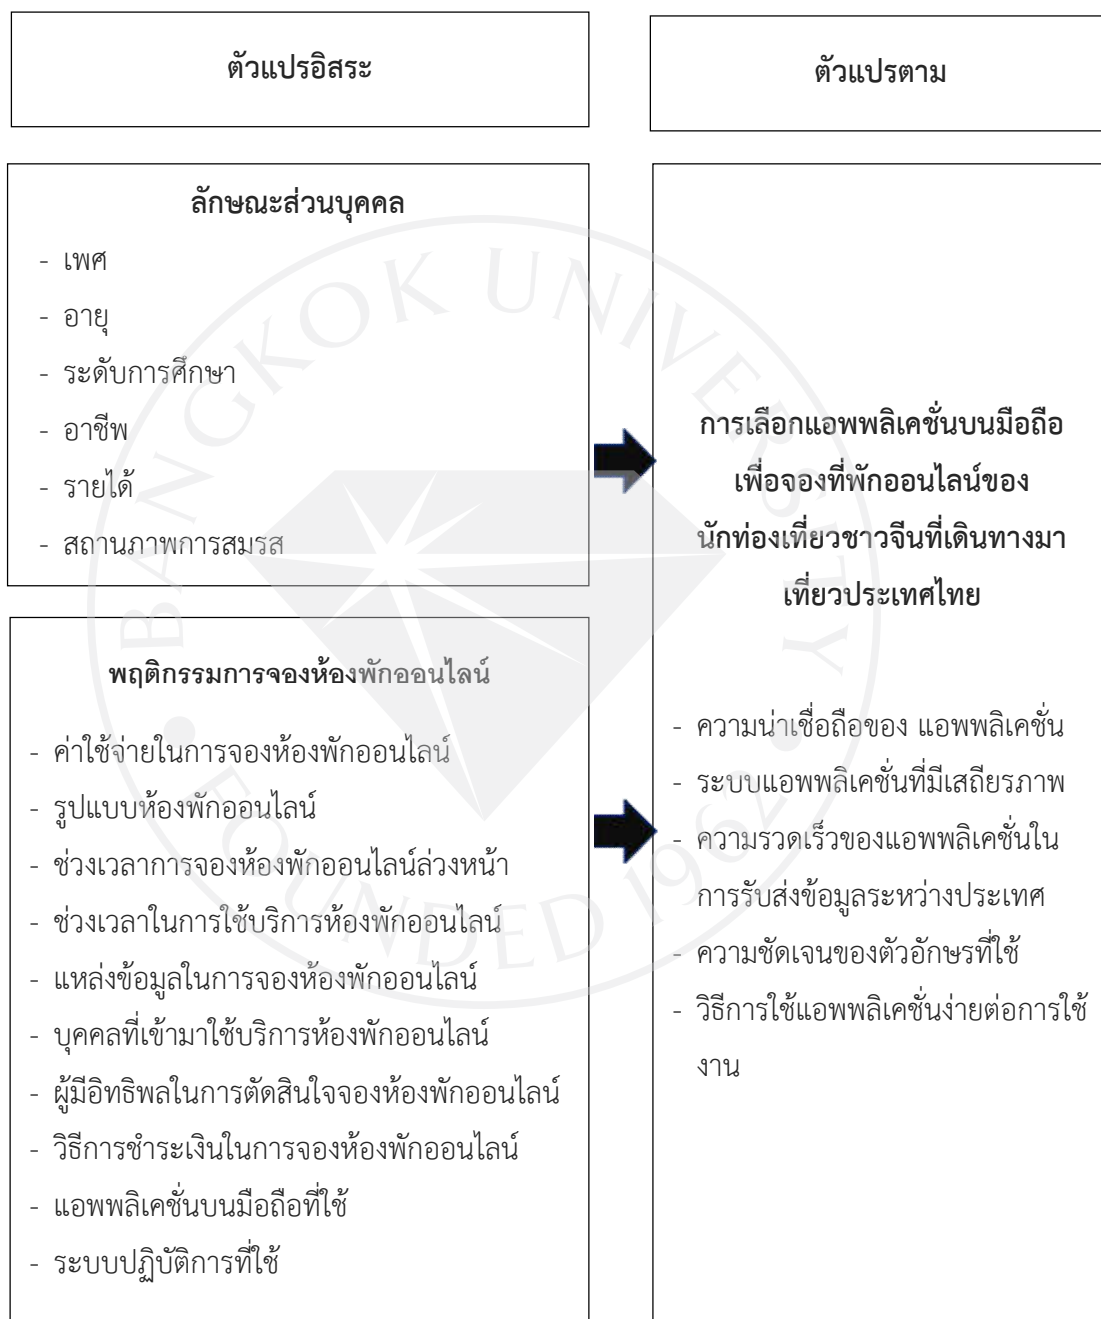 ตัวแปรอิสระ
ตัวแปรตาม
ลักษณะส่วนบุคคล
- เพศ
- อายุ
- ระดับการศึกษา
- อาชีพ
- รายได้
- สถานภาพการสมรส
พฤติกรรมการจองห้องพักออนไลน์
- ค่าใช้จ่ายในการจองห้องพักออนไลน์
- รูปแบบห้องพักออนไลน์
- ช่วงเวลาการจองห้องพักออนไลน์ล่วงหน้า
- ช่วงเวลาในการใช้บริการห้องพักออนไลน์
- แหล่งข้อมูลในการจองห้องพักออนไลน์
- บุคคลที่เข้ามาใช้บริการห้องพักออนไลน์
- ผู้มีอิทธิพลในการตัดสินใจจองห้องพักออนไลน์
- วิธีการชำระเงินในการจองห้องพักออนไลน์
- แอพพลิเคชั่นบนมือถือที่ใช้
- ระบบปฏิบัติการที่ใช้
การเลือกแอพพลิเคชั่นบนมือถือ
เพื่อจองที่พักออนไลน์ของ
นักท่องเที่ยวชาวจีนที่เดินทางมา
เที่ยวประเทศไทย
- ความน่าเชื่อถือของ แอพพลิเคชั่น
- ระบบแอพพลิเคชั่นที่มีเสถียรภาพ
- ความรวดเร็วของแอพพลิเคชั่นใน
การรับส่งข้อมูลระหว่างประเทศ
- ความชัดเจนของตัวอักษรที่ใช้
- วิธีการใช้แอพพลิเคชั่นง่ายต่อการใช้
งาน
BANGKOK UNIVERSITY
FOUNDED 1962